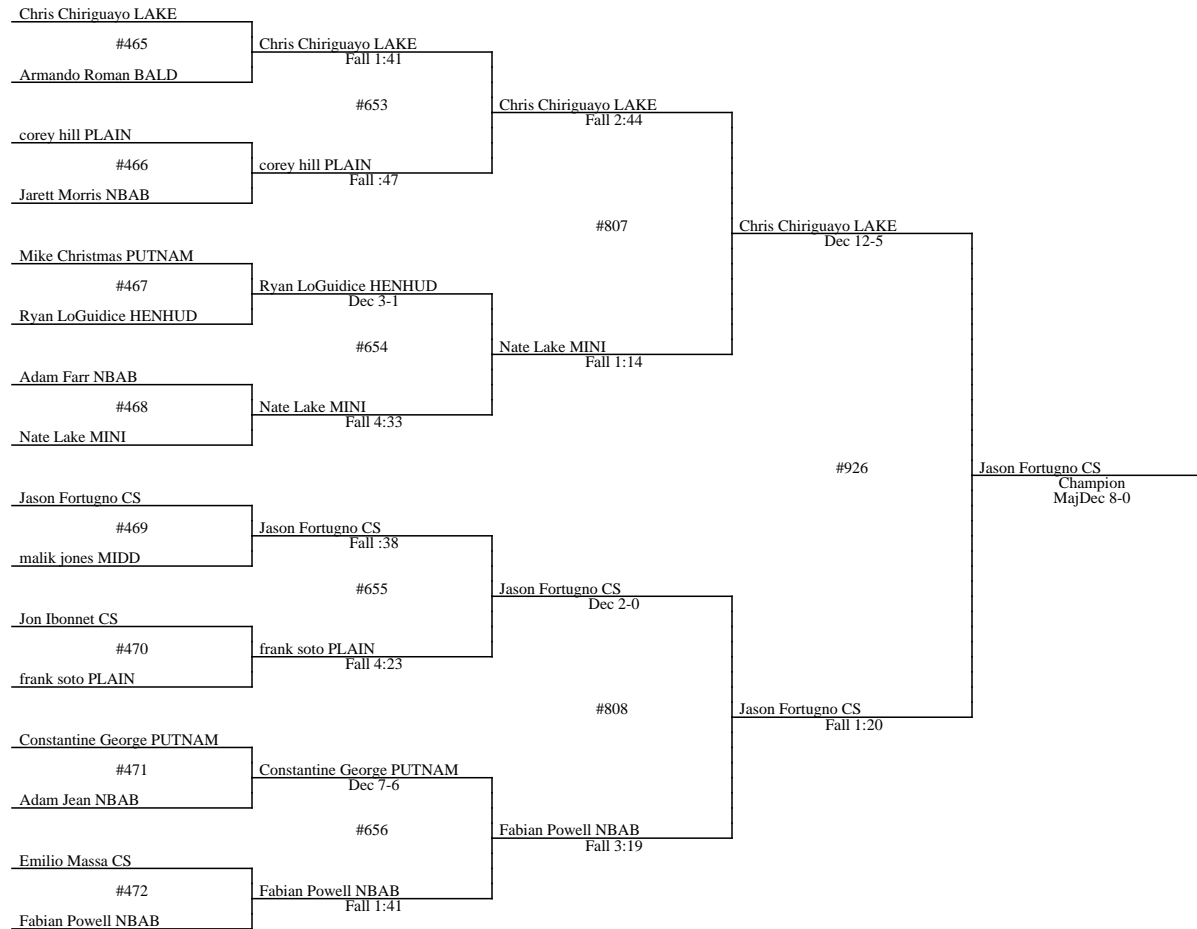 Chris Chiriguayo LAKE
#465
Chris Chiriguayo LAKE
Fall 1:41
Armando Roman BALD
#653
Chris Chiriguayo LAKE
Fall 2:44
corey hill PLAIN
#466
corey hill PLAIN
Fall :47
Jarett Morris NBAB
#807
Chris Chiriguayo LAKE
Dec 12-5
Mike Christmas PUTNAM
#467
Ryan LoGuidice HENHUD
Dec 3-1
Ryan LoGuidice HENHUD
#654
Nate Lake MINI
Fall 1:14
Adam Farr NBAB
#468
Nate Lake MINI
Fall 4:33
Nate Lake MINI
#926
Jason Fortugno CS
Champion
MajDec 8-0
Jason Fortugno CS
#469
Jason Fortugno CS
Fall :38
malik jones MIDD
#655
Jason Fortugno CS
Dec 2-0
Jon Ibonnet CS
#470
frank soto PLAIN
Fall 4:23
frank soto PLAIN
#808
Jason Fortugno CS
Fall 1:20
Constantine George PUTNAM
#471
Constantine George PUTNAM
Dec 7-6
Adam Jean NBAB
#656
Fabian Powell NBAB
Fall 3:19
Emilio Massa CS
#472
Fabian Powell NBAB
Fall 1:41
Fabian Powell NBAB